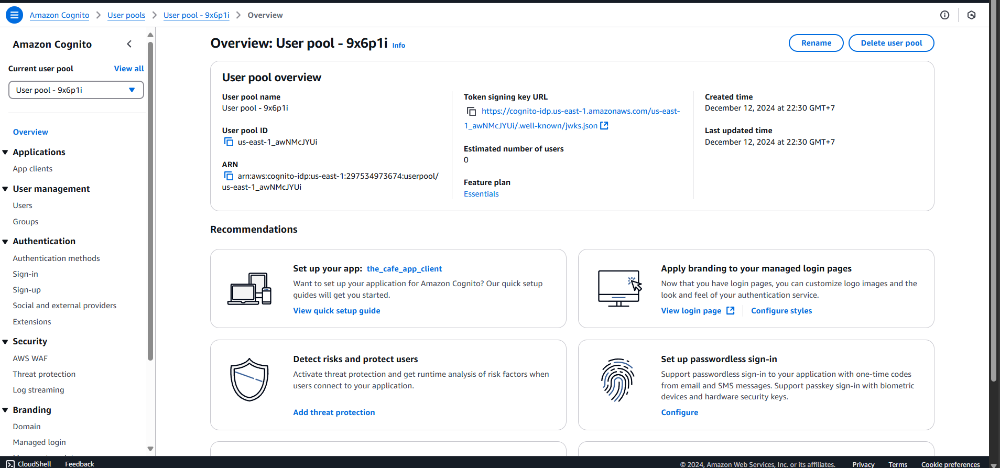 Amazon Cognito
User pools
User pool - 9x6p1i
Overview
Amazon Cognito
Current user pool
View all
User pool - 9x6p1i
Overview
Applications
App clients
User management
Users
Groups
Authentication
Authentication methods
Sign-in
Sign-up
Social and external providers
Extensions
Security
AWS WAF
Threat protection
Log streaming
Branding
Domain
Managed login
Overview: User pool - 9x6p1i Info
Rename
Delete user pool
User pool overview
User pool name
User pool - 9x6p1i
User pool ID
us-east-1_awNMcJYUi
ARN
arn:aws:cognito-idp:us-east-1:297534973674:userpool/
us-east-1_awNMcJYUi
Token signing key URL
https://cognito-idp.us-east-1.amazonaws.com/us-east-
1_awNMcJYUi/.well-known/jwks.json
Estimated number of users
0
Feature plan
Essentials
Created time
December 12, 2024 at 22:30 GMT+7
Last updated time
December 12, 2024 at 22:30 GMT+7
Recommendations
Set up your app: the_cafe_app_client
Want to set up your application for Amazon Cognito? Our quick setup
guides will get you started.
View quick setup guide
Apply branding to your managed login pages
Now that you have login pages, you can customize logo images and the
look and feel of your authentication service.
View login page
Configure styles
Detect risks and protect users
Activate threat protection and get runtime analysis of risk factors when
users connect to your application.
Add threat protection
Set up passwordless sign-in
Support passwordless sign-in to your application with one-time codes
from email and SMS messages. Support passkey sign-in with biometric
devices and hardware security keys.
Configure
CloudShell
Feedback
© 2024, Amazon Web Services, Inc. or its affiliates.
Privacy
Terms
Cookie preferences